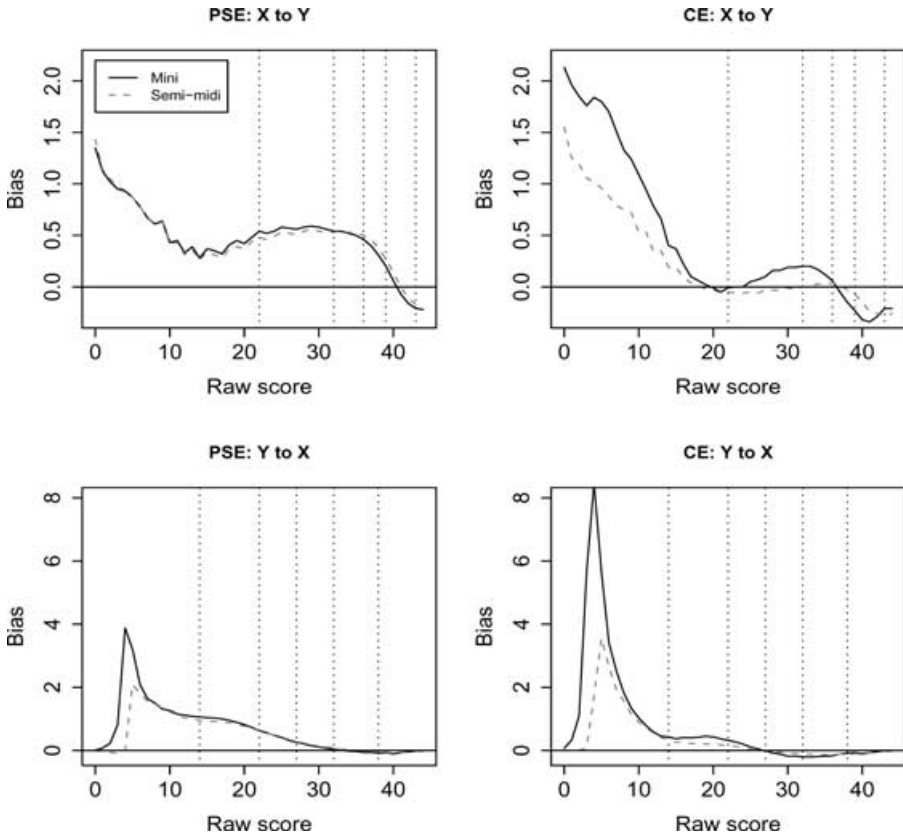 PSE: X to Y
Bias
2.0
1.5
1.0
0.5
0.0
Mini
Semi-midi
0 10 20 30 40
Raw score
CE: X to Y
Bias
2.0
1.5
1.0
0.5
0.0
0 10 20 30 40
Raw score
PSE: Y to X
Bias
8
6
4
2
0
0 10 20 30 40
Raw score
CE: Y to X
Bias
8
6
4
2
0
0 10 20 30 40
Raw score